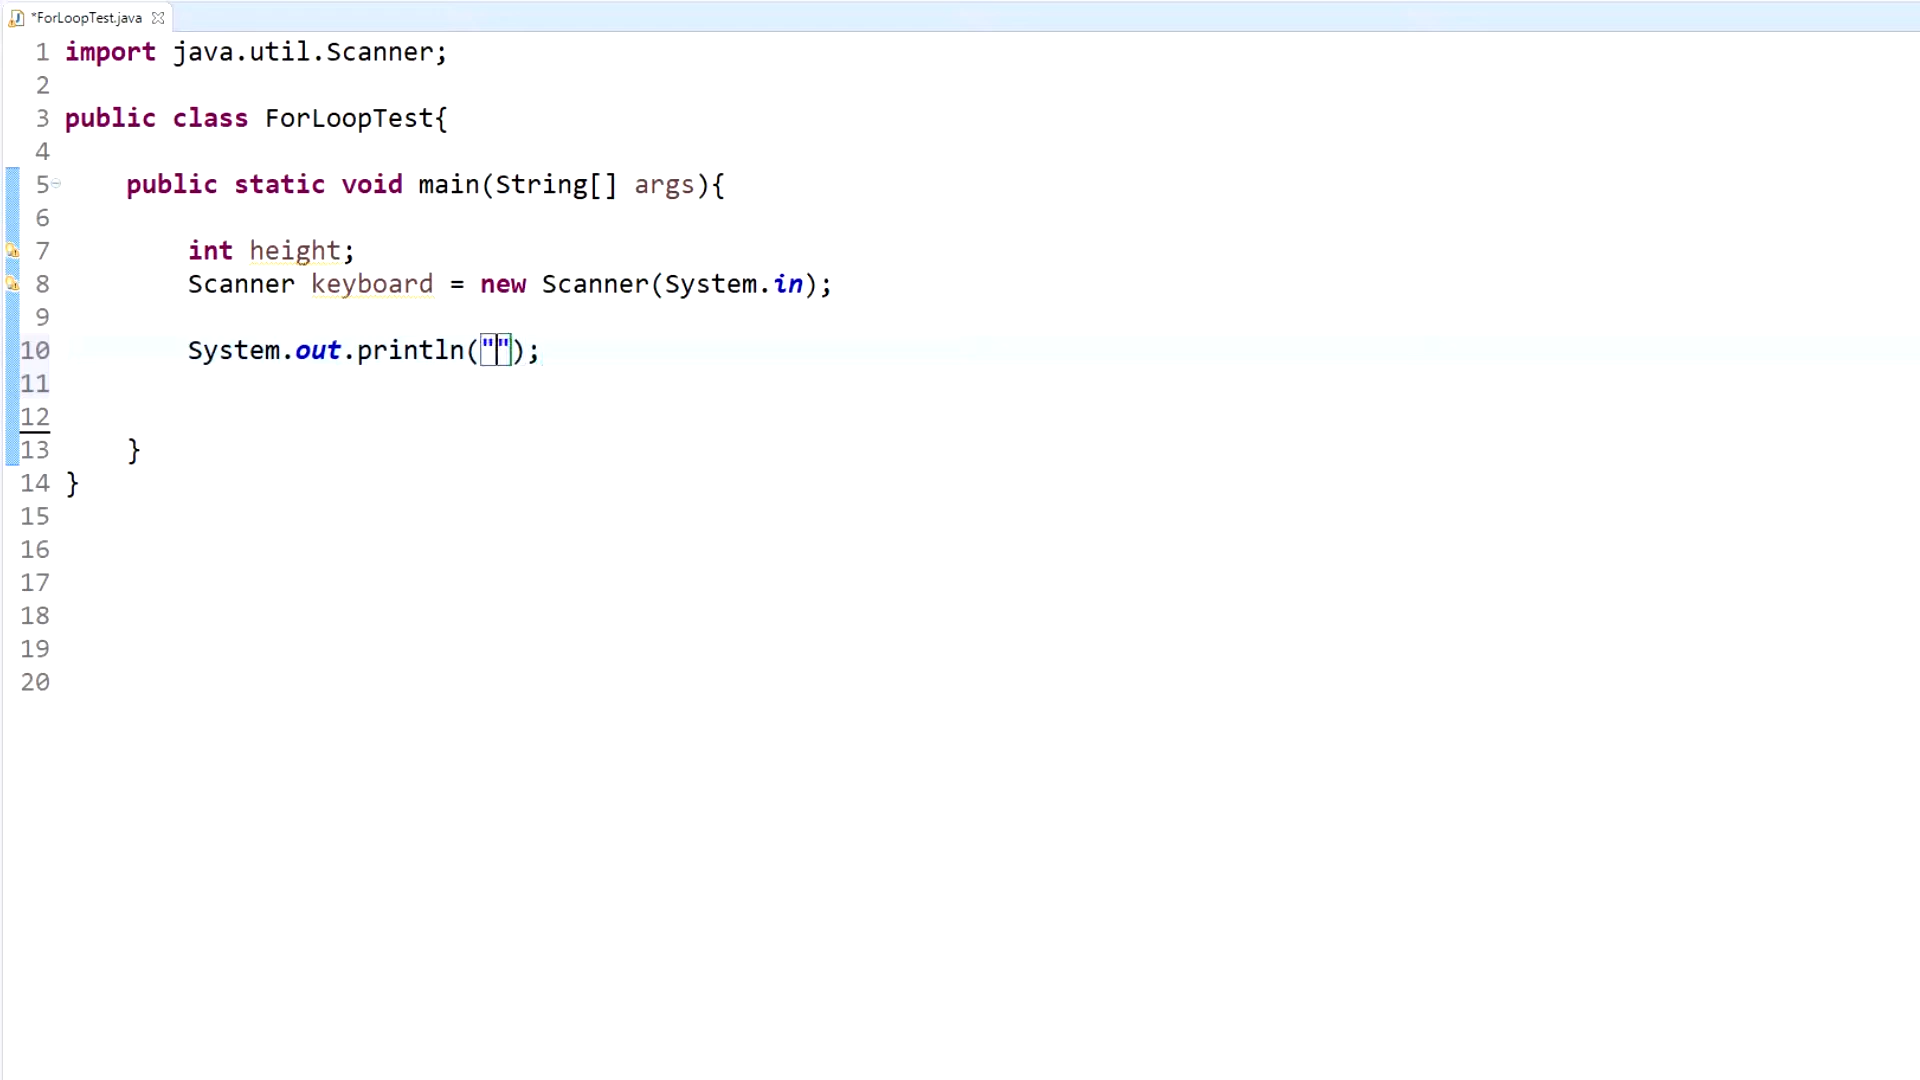 *ForLoopTest.java
1 import java.util.Scanner;
2
3 public class ForLoopTest{
4
5 public static void main(String[] args){
6
7 int height;
8 Scanner keyboard = new Scanner(System.in);
9
10 System.out.println("");
11
12
13 }
14 }
15
16
17
18
19
20